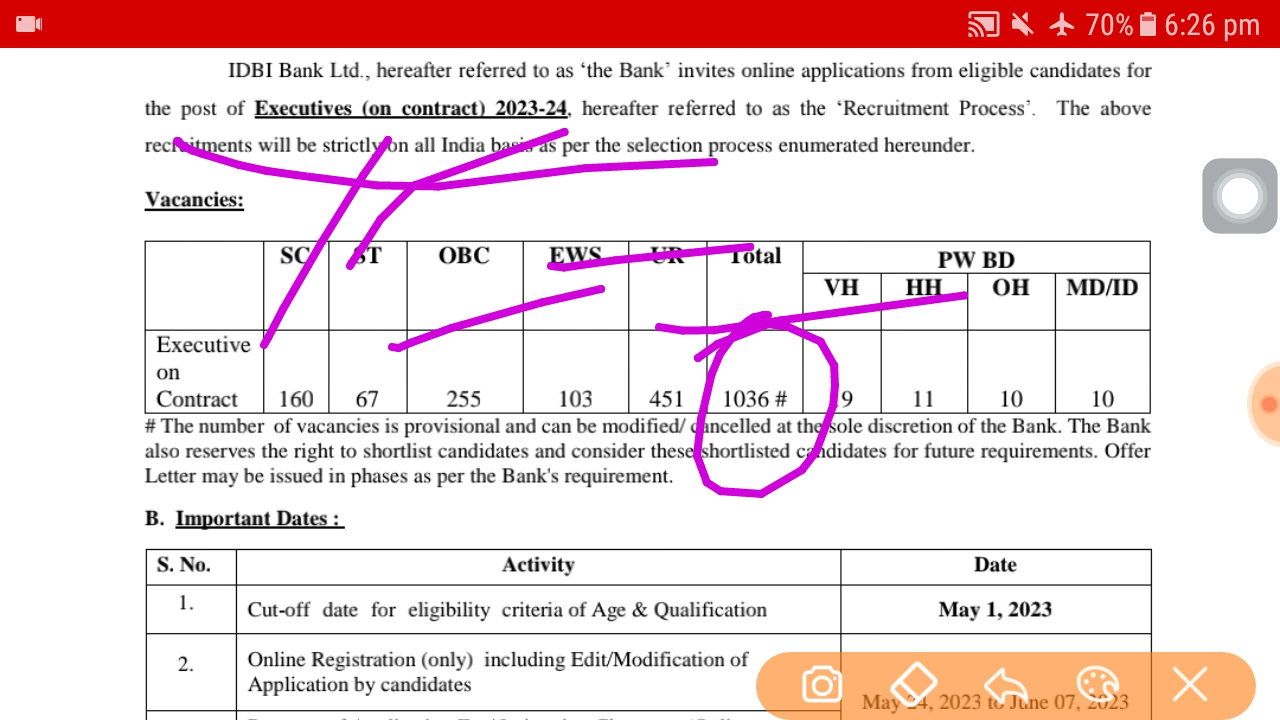 70% 6:26 pm
IDBI Bank Ltd., hereafter referred to as ‘the Bank’ invites online applications from eligible candidates for
the post of Executives (on contract) 2023-24, hereafter referred to as the ‘Recruitment Process’. The above
recruitments will be strictly on all India basis as per the selection process enumerated hereunder.
Vacancies:
SC ST OBC EWS UR Total PW BD
VH HH OH MD/ID
Executive
on
Contract 160 67 255 103 451 1036 # 9 11 10 10
# The number of vacancies is provisional and can be modified/ cancelled at the sole discretion of the Bank. The Bank
also reserves the right to shortlist candidates and consider these shortlisted candidates for future requirements. Offer
Letter may be issued in phases as per the Bank's requirement.
B. Important Dates :
S. No. Activity Date
1. Cut-off date for eligibility criteria of Age & Qualification May 1, 2023
2. Online Registration (only) including Edit/Modification of
Application by candidates
May 24, 2023 to June 07, 2023